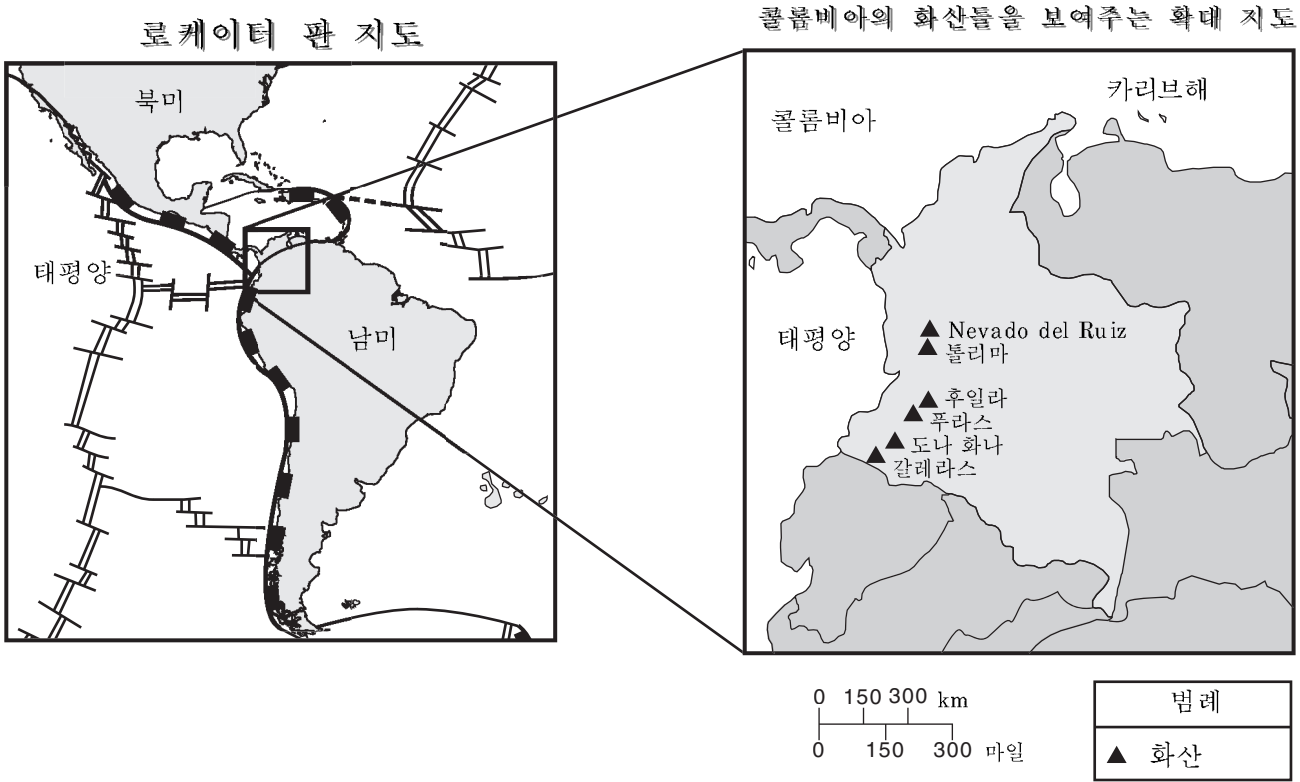 로케이터 판 지도
북미
태평양
남미
콜롬비아의 화산들을 보여주는 확대 지도
카리브해
콜롬비아
태평양
Nevado del Ruiz
톨리마
후일라
푸라스
도나 화나
갈레라스
0 150 300 km
0 150 300 마일
범례
화산